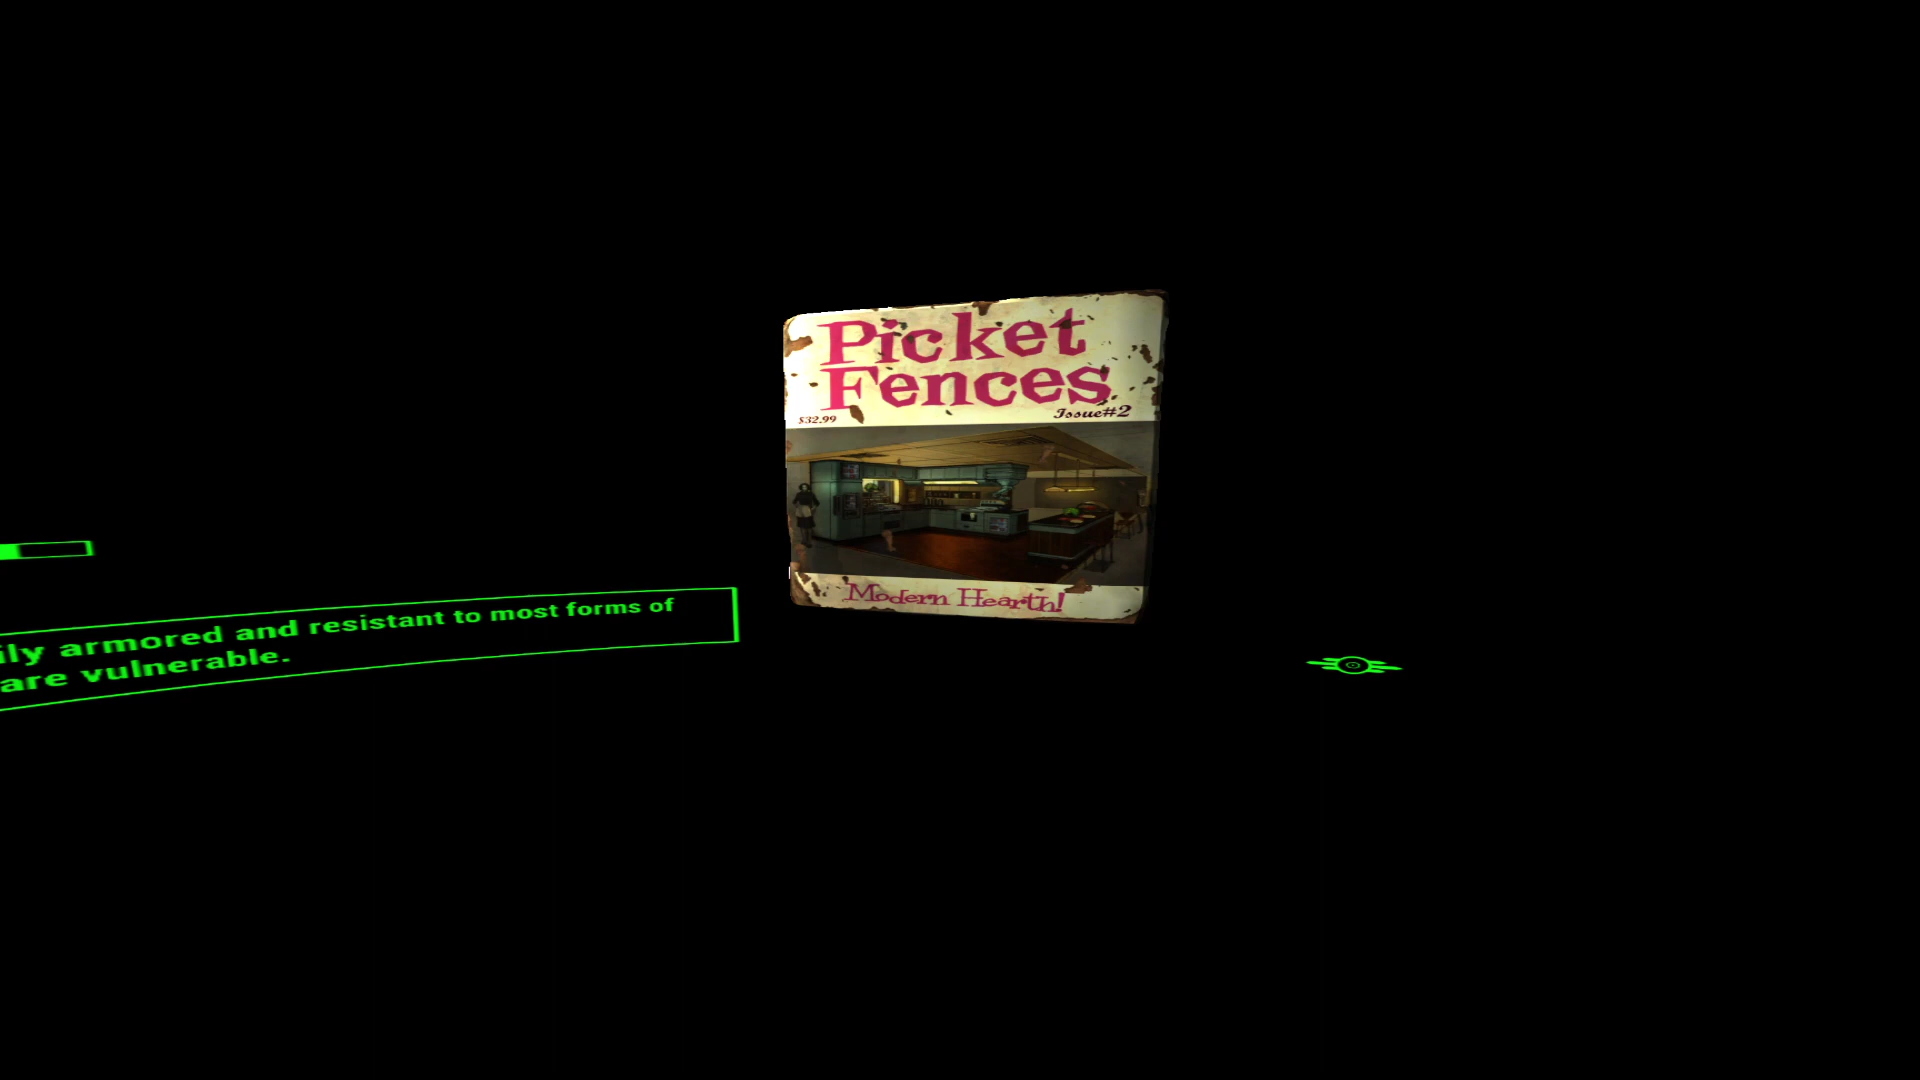 Picket
Fences
$32.99
Issue#2
Modern Hearth!
ily armored and resistant to most forms of
are vulnerable.